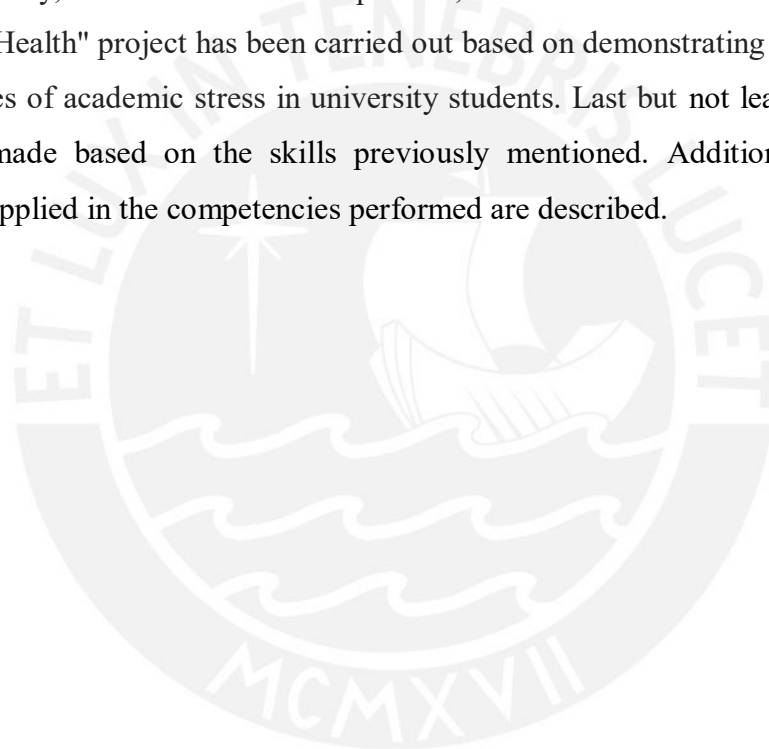 Health" project has been carried out based on demonstrating
es of academic stress in university students. Last but not lea
made based on the skills previously mentioned. Addition
pplied in the competencies performed are described.
ET LUX IN TENEBRIS LUCET
MCMXVII